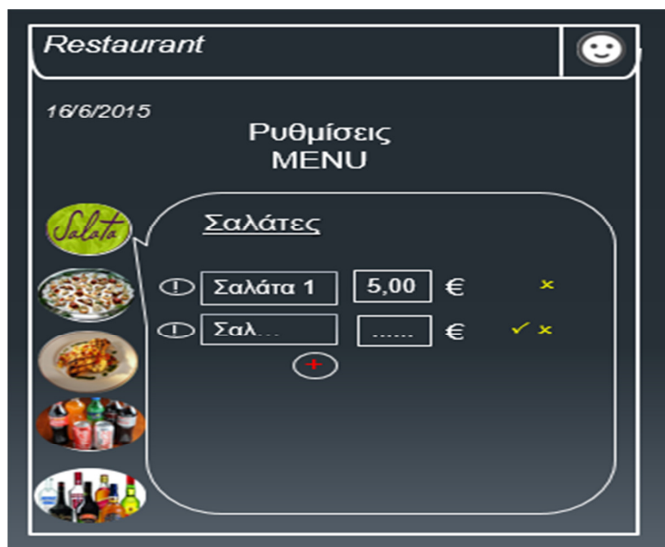 Restaurant
16/6/2015
Ρυθμίσεις
MENU
Salata
Σαλάτες
! Σαλάτα 1 5,00 € x
! Σαλ... ...... € ✓ x
+